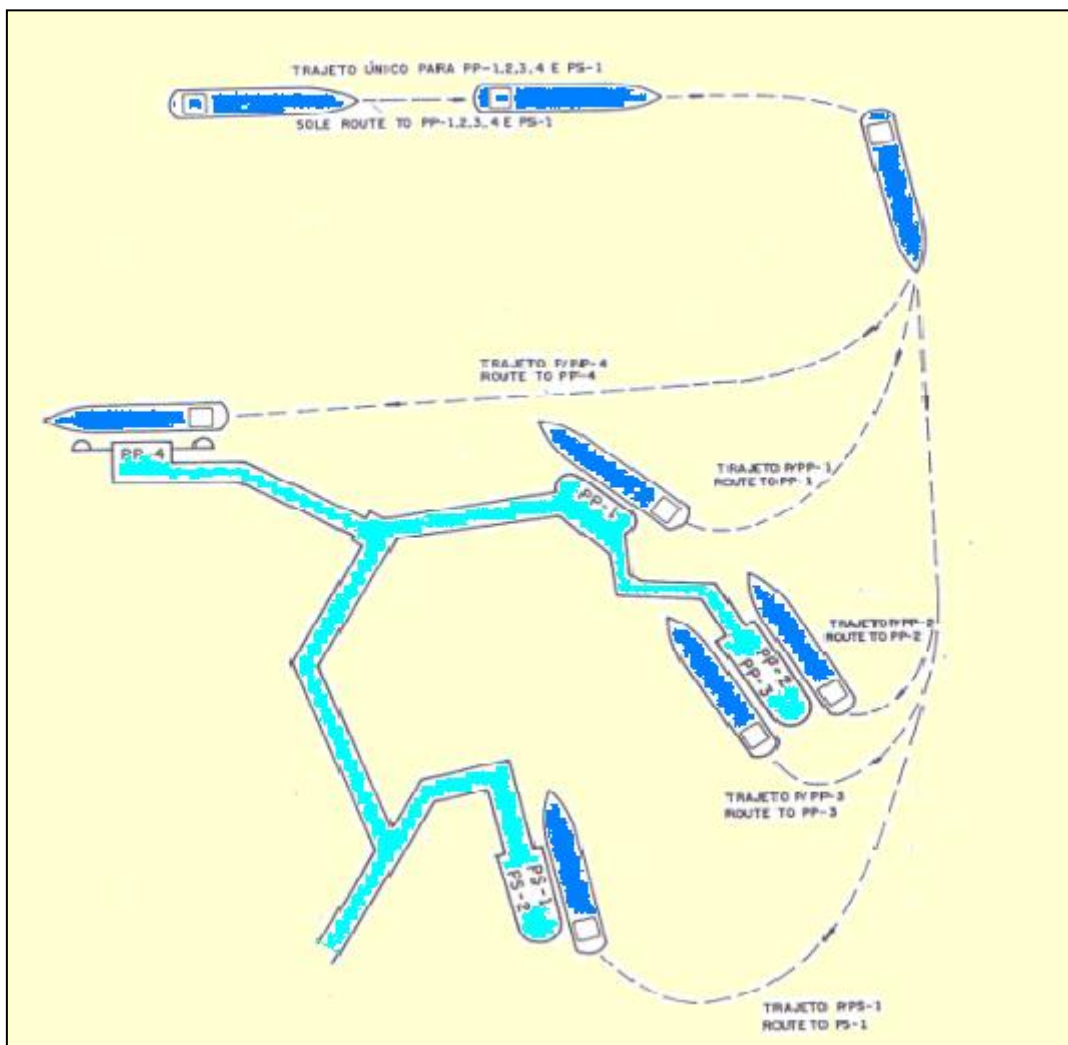 TRAJETO ÚNICO PARA PP-1,2,3,4 E PS-1
SOLE ROUTE TO PP-1,2,3,4 E PS-1
TRAJETO P/PP-4
ROUTE TO PP-4
PP-4
PP-1
TRAJETO P/PP-1
ROUTE TO PP-1
TRAJETO P/PP-2
ROUTE TO PP-2
PP-2
PP-3
TRAJETO P/PP-3
ROUTE TO PP-3
PS-1
PS-2
TRAJETO P/PS-1
ROUTE TO PS-1